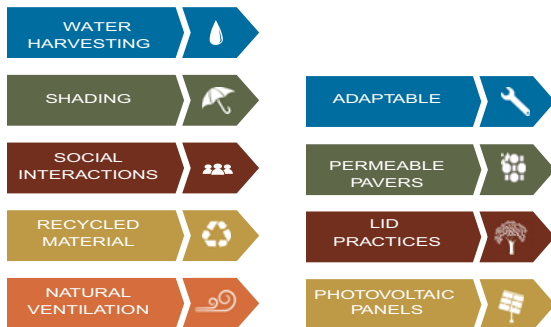 WATER
HARVESTING
SHADING
SOCIAL
INTERACTIONS
RECYCLED
MATERIAL
NATURAL
VENTILATION
ADAPTABLE
PERMEABLE
PAVERS
LID
PRACTICES
PHOTOVOLTAIC
PANELS